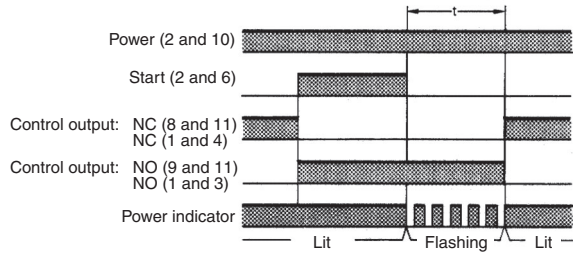 t
Power (2 and 10)
Start (2 and 6)
Control output: NC (8 and 11)
NC (1 and 4)
Control output: NO (9 and 11)
NO (1 and 3)
Power indicator
Lit
Flashing
Lit